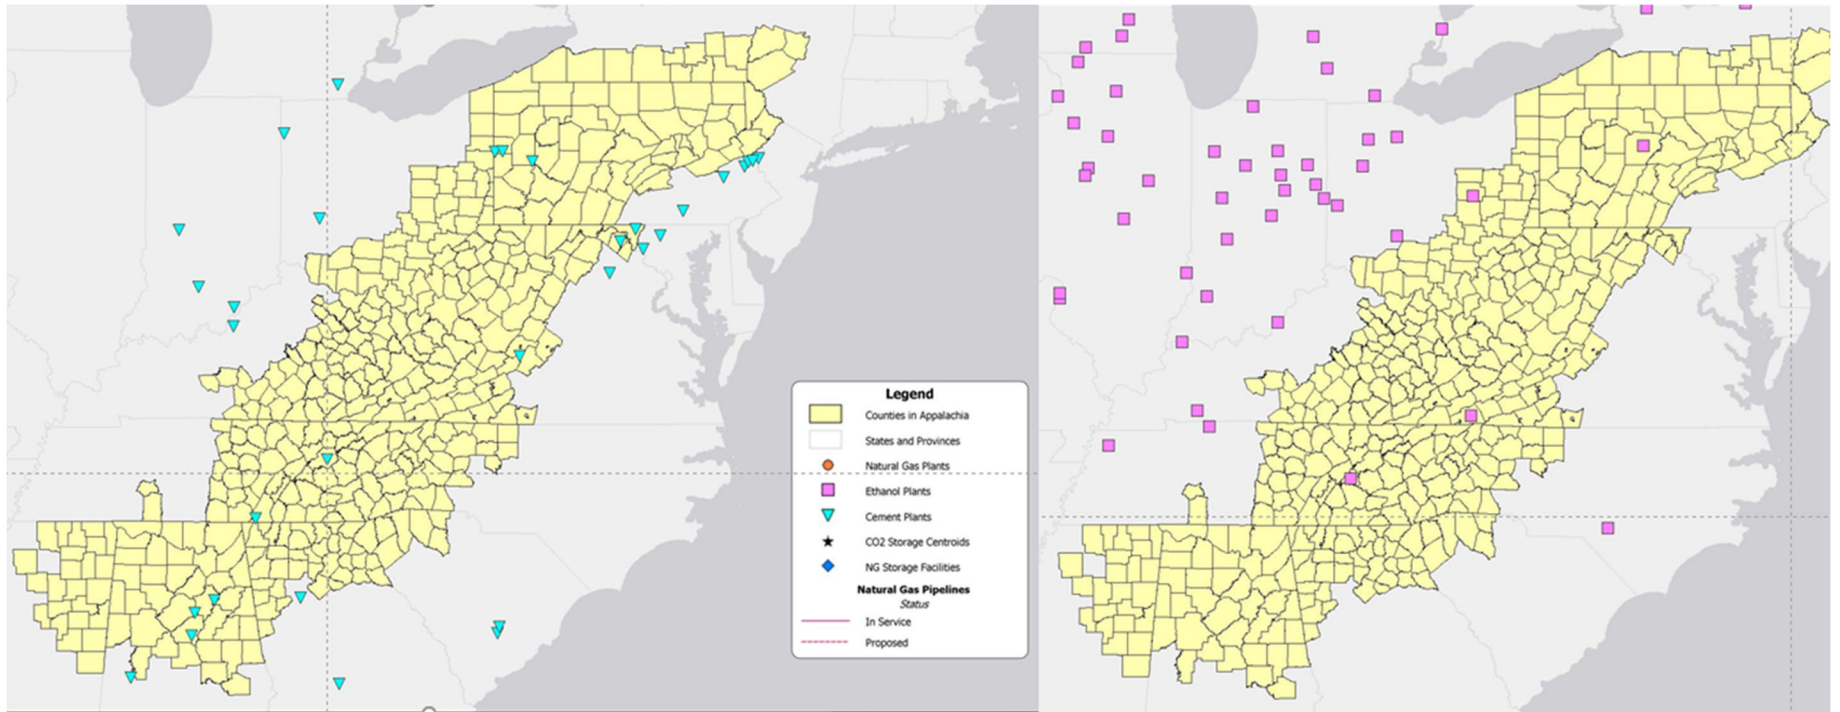 Legend
Counties in Appalachia
States and Provinces
Natural Gas Plants
Ethanol Plants
Cement Plants
CO2 Storage Centroids
NG Storage Facilities
Natural Gas Pipelines
Status
In Service
Proposed